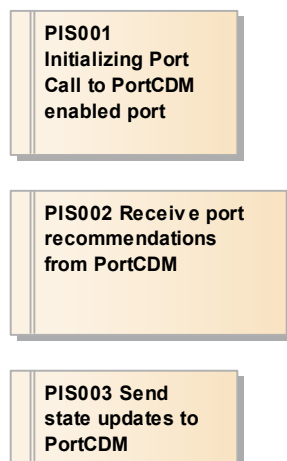 PIS001
Initializing Port
Call to PortCDM
enabled port
PIS002 Receive port
recommendations
from PortCDM
PIS003 Send
state updates to
PortCDM